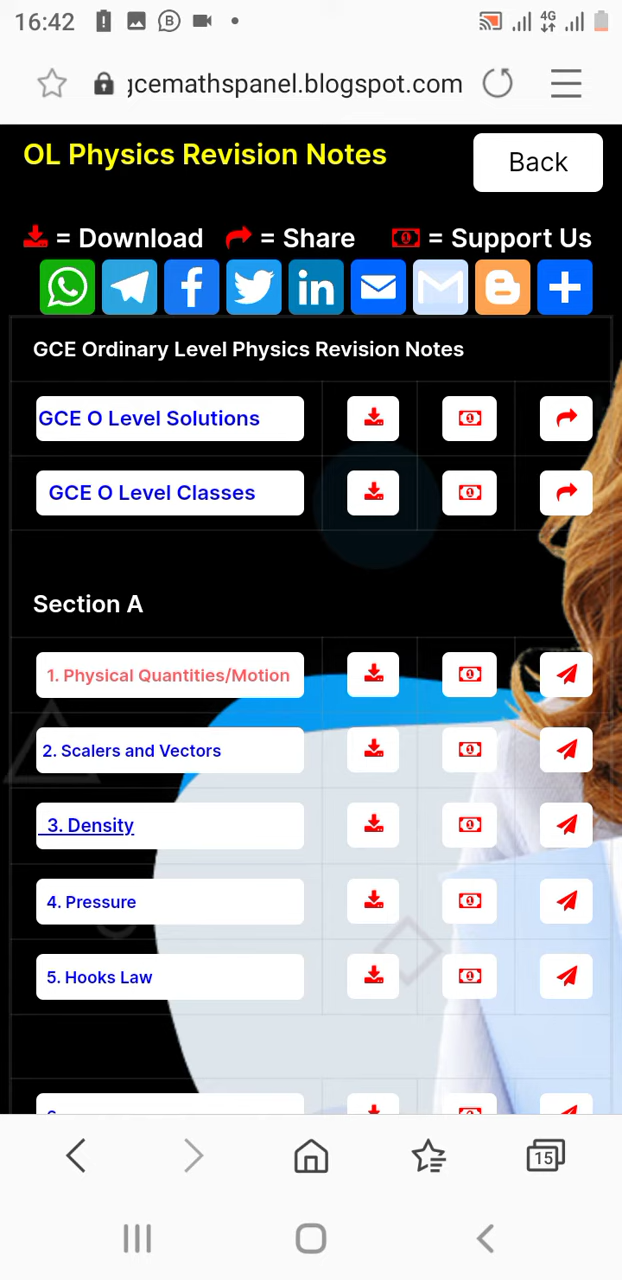 16:42
4G
gcemathspanel.blogspot.com
OL Physics Revision Notes
Back
= Download = Share = Support Us
GCE Ordinary Level Physics Revision Notes
GCE O Level Solutions
GCE O Level Classes
Section A
1. Physical Quantities/Motion
2. Scalers and Vectors
3. Density
4. Pressure
5. Hooks Law
15